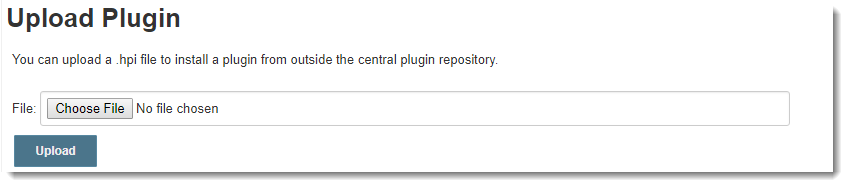 Upload Plugin
You can upload a .hpi file to install a plugin from outside the central plugin repository.
File: Choose File No file chosen
Upload